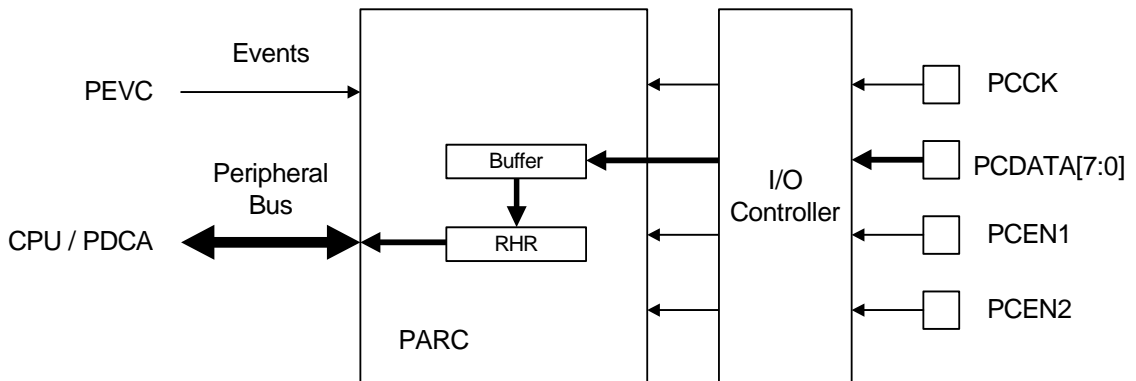 Events
PEVC
PCCK
Buffer
PCDATA[7:0]
I/O
Controller
Peripheral
Bus
CPU / PDCA
RHR
PCEN1
PCEN2
PARC